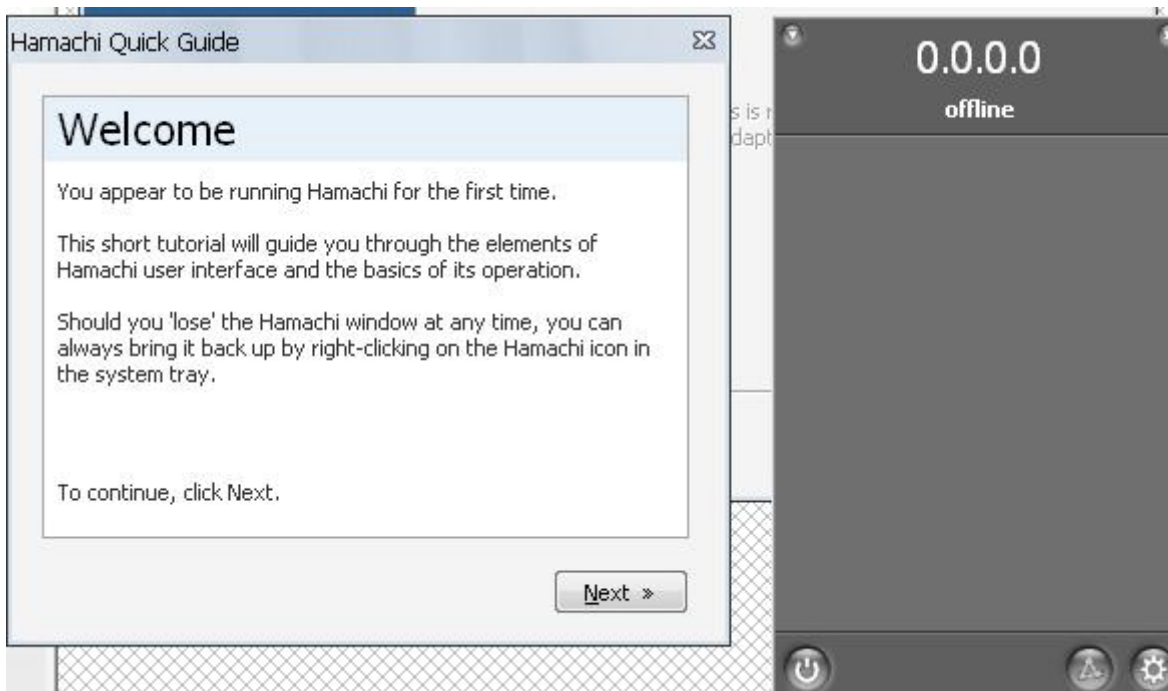 Hamachi Quick Guide
Welcome
You appear to be running Hamachi for the first time.
This short tutorial will guide you through the elements of
Hamachi user interface and the basics of its operation.
Should you 'lose' the Hamachi window at any time, you can
always bring it back up by right-clicking on the Hamachi icon in
the system tray.
To continue, click Next.
Next »
0.0.0.0
offline